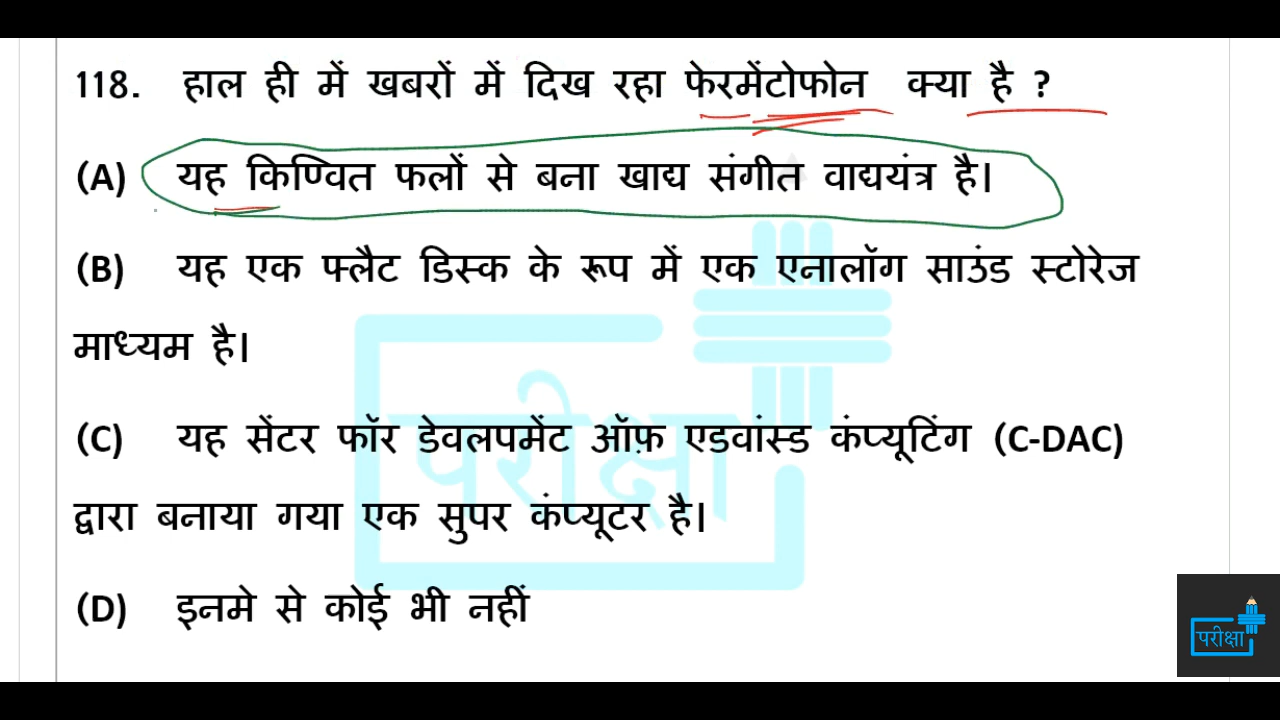 118. हाल ही में खबरों में दिख रहा फेरमेंटोफोन क्या है ?
(A) यह किण्वित फलों से बना खाद्य संगीत वाद्ययंत्र है।
(B) यह एक फ्लैट डिस्क के रूप में एक एनालॉग साउंड स्टोरेज
माध्यम है।
(C) यह सेंटर फॉर डेवलपमेंट ऑफ़ एडवांस्ड कंप्यूटिंग (C-DAC)
द्वारा बनाया गया एक सुपर कंप्यूटर है।
(D) इनमे से कोई भी नहीं
परीक्षा
परीक्षा